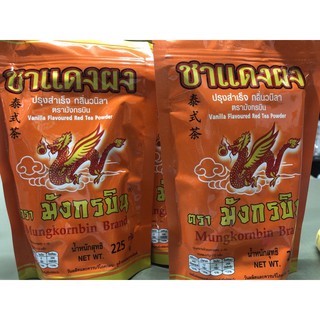 ชาแดงผง
ปรุงสำเร็จ กลิ่นวนิลา
ตรามังกรบิน
Vanilla Flavoured Red Tea Powder
泰式茶
ตรา มังกรบิน
Mungkornbin Brand
น้ำหนักสุทธิ
NET WT.
225
ชาแดงผง
ปรุงสำเร็จ กลิ่นวนิลา
ตรามังกรบิน
Vanilla Flavoured Red Tea Powder
泰式茶
ตรา มังกรบิน
Mungkornbin Brand
น้ำหนักสุทธิ
NET WT.